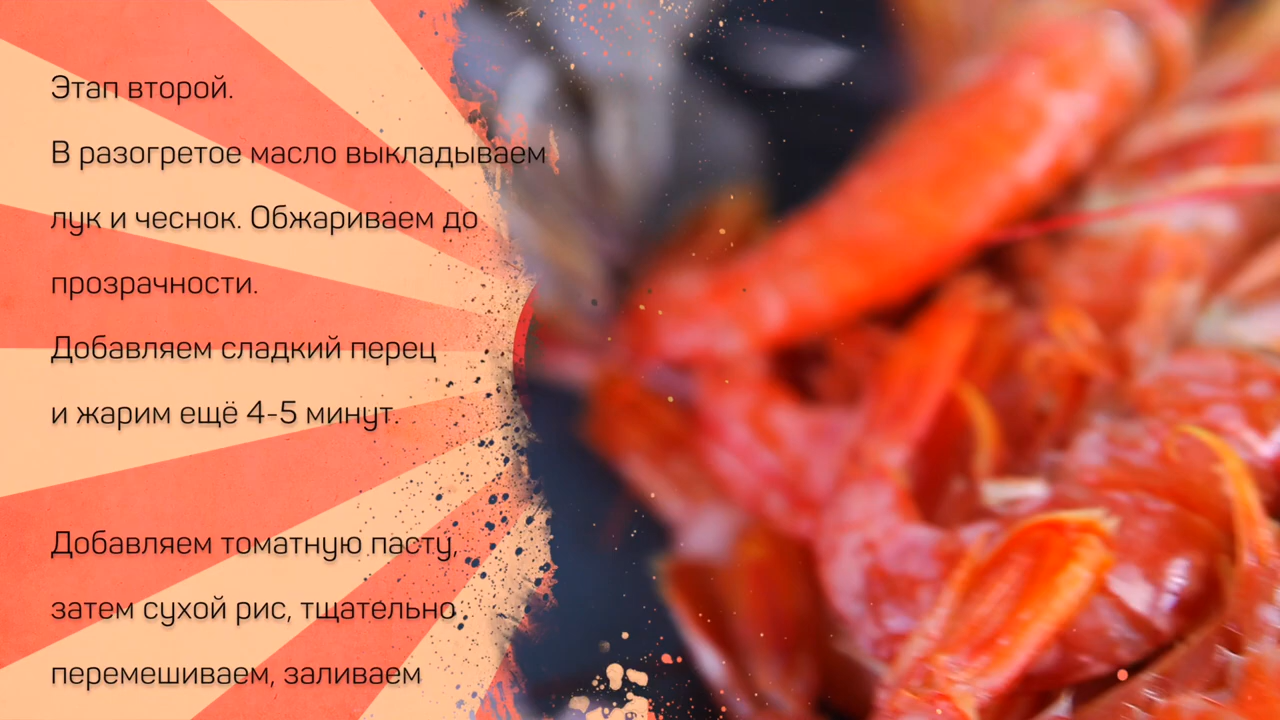 Этап второй.
В разогретое масло выкладываем
лук и чеснок. Обжариваем до
прозрачности.
Добавляем сладкий перец
и жарим ещё 4-5 минут.
Добавляем томатную пасту,
затем сухой рис, тщательно
перемешиваем, заливаем